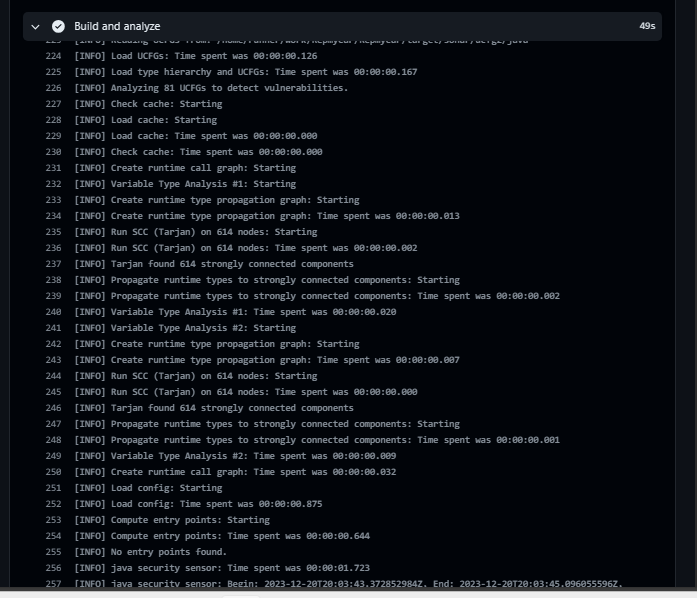 Build and analyze 49s
224 [INFO] Load UCFGs: Time spent was 00:00:00.126
225 [INFO] Load type hierarchy and UCFGs: Time spent was 00:00:00.167
226 [INFO] Analyzing 81 UCFGs to detect vulnerabilities.
227 [INFO] Check cache: Starting
228 [INFO] Load cache: Starting
229 [INFO] Load cache: Time spent was 00:00:00.000
230 [INFO] Check cache: Time spent was 00:00:00.000
231 [INFO] Create runtime call graph: Starting
232 [INFO] Variable Type Analysis #1: Starting
233 [INFO] Create runtime type propagation graph: Starting
234 [INFO] Create runtime type propagation graph: Time spent was 00:00:00.013
235 [INFO] Run SCC (Tarjan) on 614 nodes: Starting
236 [INFO] Run SCC (Tarjan) on 614 nodes: Time spent was 00:00:00.002
237 [INFO] Tarjan found 614 strongly connected components
238 [INFO] Propagate runtime types to strongly connected components: Starting
239 [INFO] Propagate runtime types to strongly connected components: Time spent was 00:00:00.002
240 [INFO] Variable Type Analysis #1: Time spent was 00:00:00.020
241 [INFO] Variable Type Analysis #2: Starting
242 [INFO] Create runtime type propagation graph: Starting
243 [INFO] Create runtime type propagation graph: Time spent was 00:00:00.007
244 [INFO] Run SCC (Tarjan) on 614 nodes: Starting
245 [INFO] Run SCC (Tarjan) on 614 nodes: Time spent was 00:00:00.000
246 [INFO] Tarjan found 614 strongly connected components
247 [INFO] Propagate runtime types to strongly connected components: Starting
248 [INFO] Propagate runtime types to strongly connected components: Time spent was 00:00:00.001
249 [INFO] Variable Type Analysis #2: Time spent was 00:00:00.009
250 [INFO] Create runtime call graph: Time spent was 00:00:00.032
251 [INFO] Load config: Starting
252 [INFO] Load config: Time spent was 00:00:00.875
253 [INFO] Compute entry points: Starting
254 [INFO] Compute entry points: Time spent was 00:00:00.644
255 [INFO] No entry points found.
256 [INFO] java security sensor: Time spent was 00:00:01.723
257 [INFO] java security sensor: Begin: 2023-12-20T20:03:43.372852984Z, End: 2023-12-20T20:03:45.096055596Z,